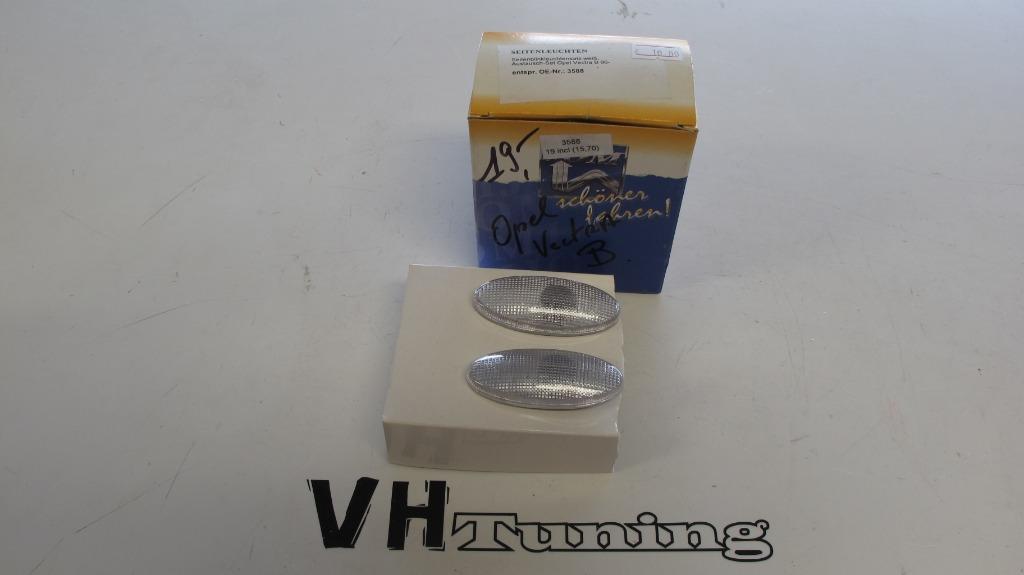 SEITENLEUCHTEN
Seitenblinkleuchtensatz weiß,
Austausch-Set Opel Vectra B 95-
entspr. OE-Nr.: 3588
3588
19 incl (15,70)
19,-
schöner
fahren!
Opel
Vectra
B
VH Tuning